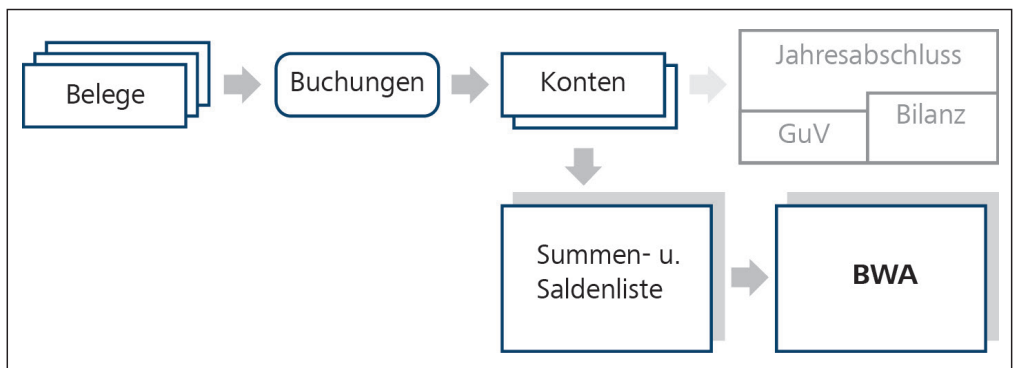 Belege
Buchungen
Konten
Jahresabschluss
GuV
Bilanz
Summen- u.
Saldenliste
BWA